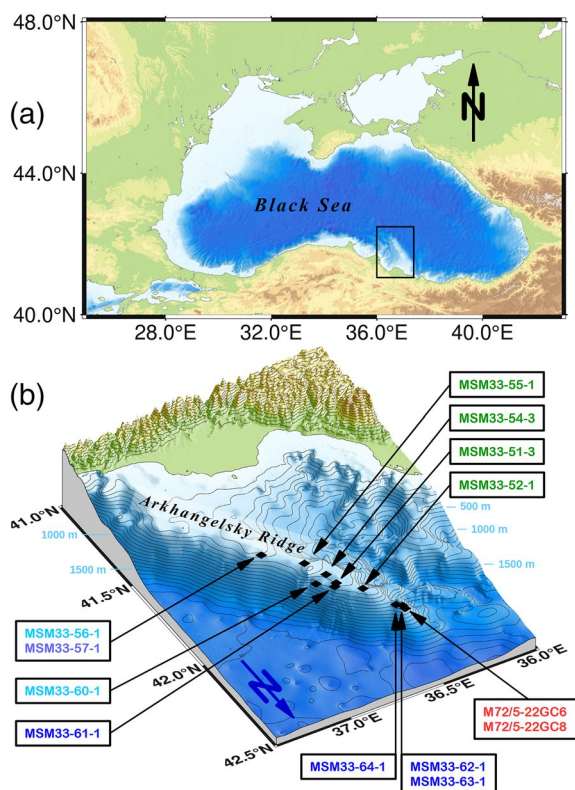 (a)
48.0°N
44.0°N
40.0°N
28.0°E
32.0°E
36.0°E
40.0°E
Black Sea
N
(b)
MSM33-55-1
MSM33-54-3
MSM33-51-3
MSM33-52-1
Arkhangelsky Ridge
41.0°N
1000 m
1500 m
41.5°N
42.0°N
42.5°N
500 m
1000 m
1500 m
36.0°E
36.5°E
37.0°E
N
MSM33-56-1
MSM33-57-1
MSM33-60-1
MSM33-61-1
MSM33-64-1
MSM33-62-1
MSM33-63-1
M72/5-22GC6
M72/5-22GC8